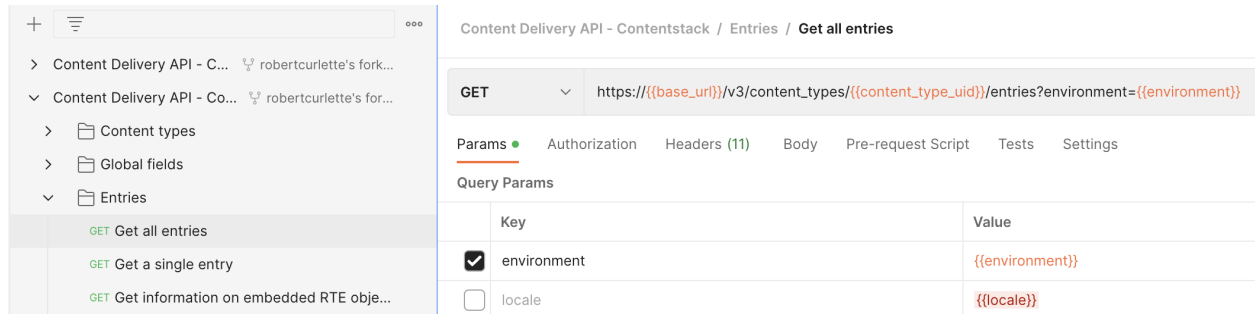 Content Delivery API - C... robertcurlette's fork...
Content Delivery API - Co... robertcurlette's for...
Content types
Global fields
Entries
GET Get all entries
GET Get a single entry
GET Get information on embedded RTE obje...
Content Delivery API - Contentstack / Entries / Get all entries
GET https://{{base_url}}/v3/content_types/{{content_type_uid}}/entries?environment={{environment}}
Params Authorization Headers (11) Body Pre-request Script Tests Settings
Query Params
Key Value
environment {{environment}}
locale {{locale}}